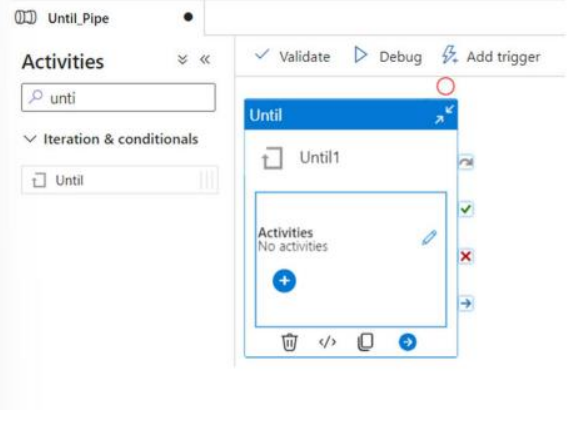 Until_Pipe
Activities
unti
Iteration & conditionals
Until
Validate Debug Add trigger
Until
Until1
Activities
No activities